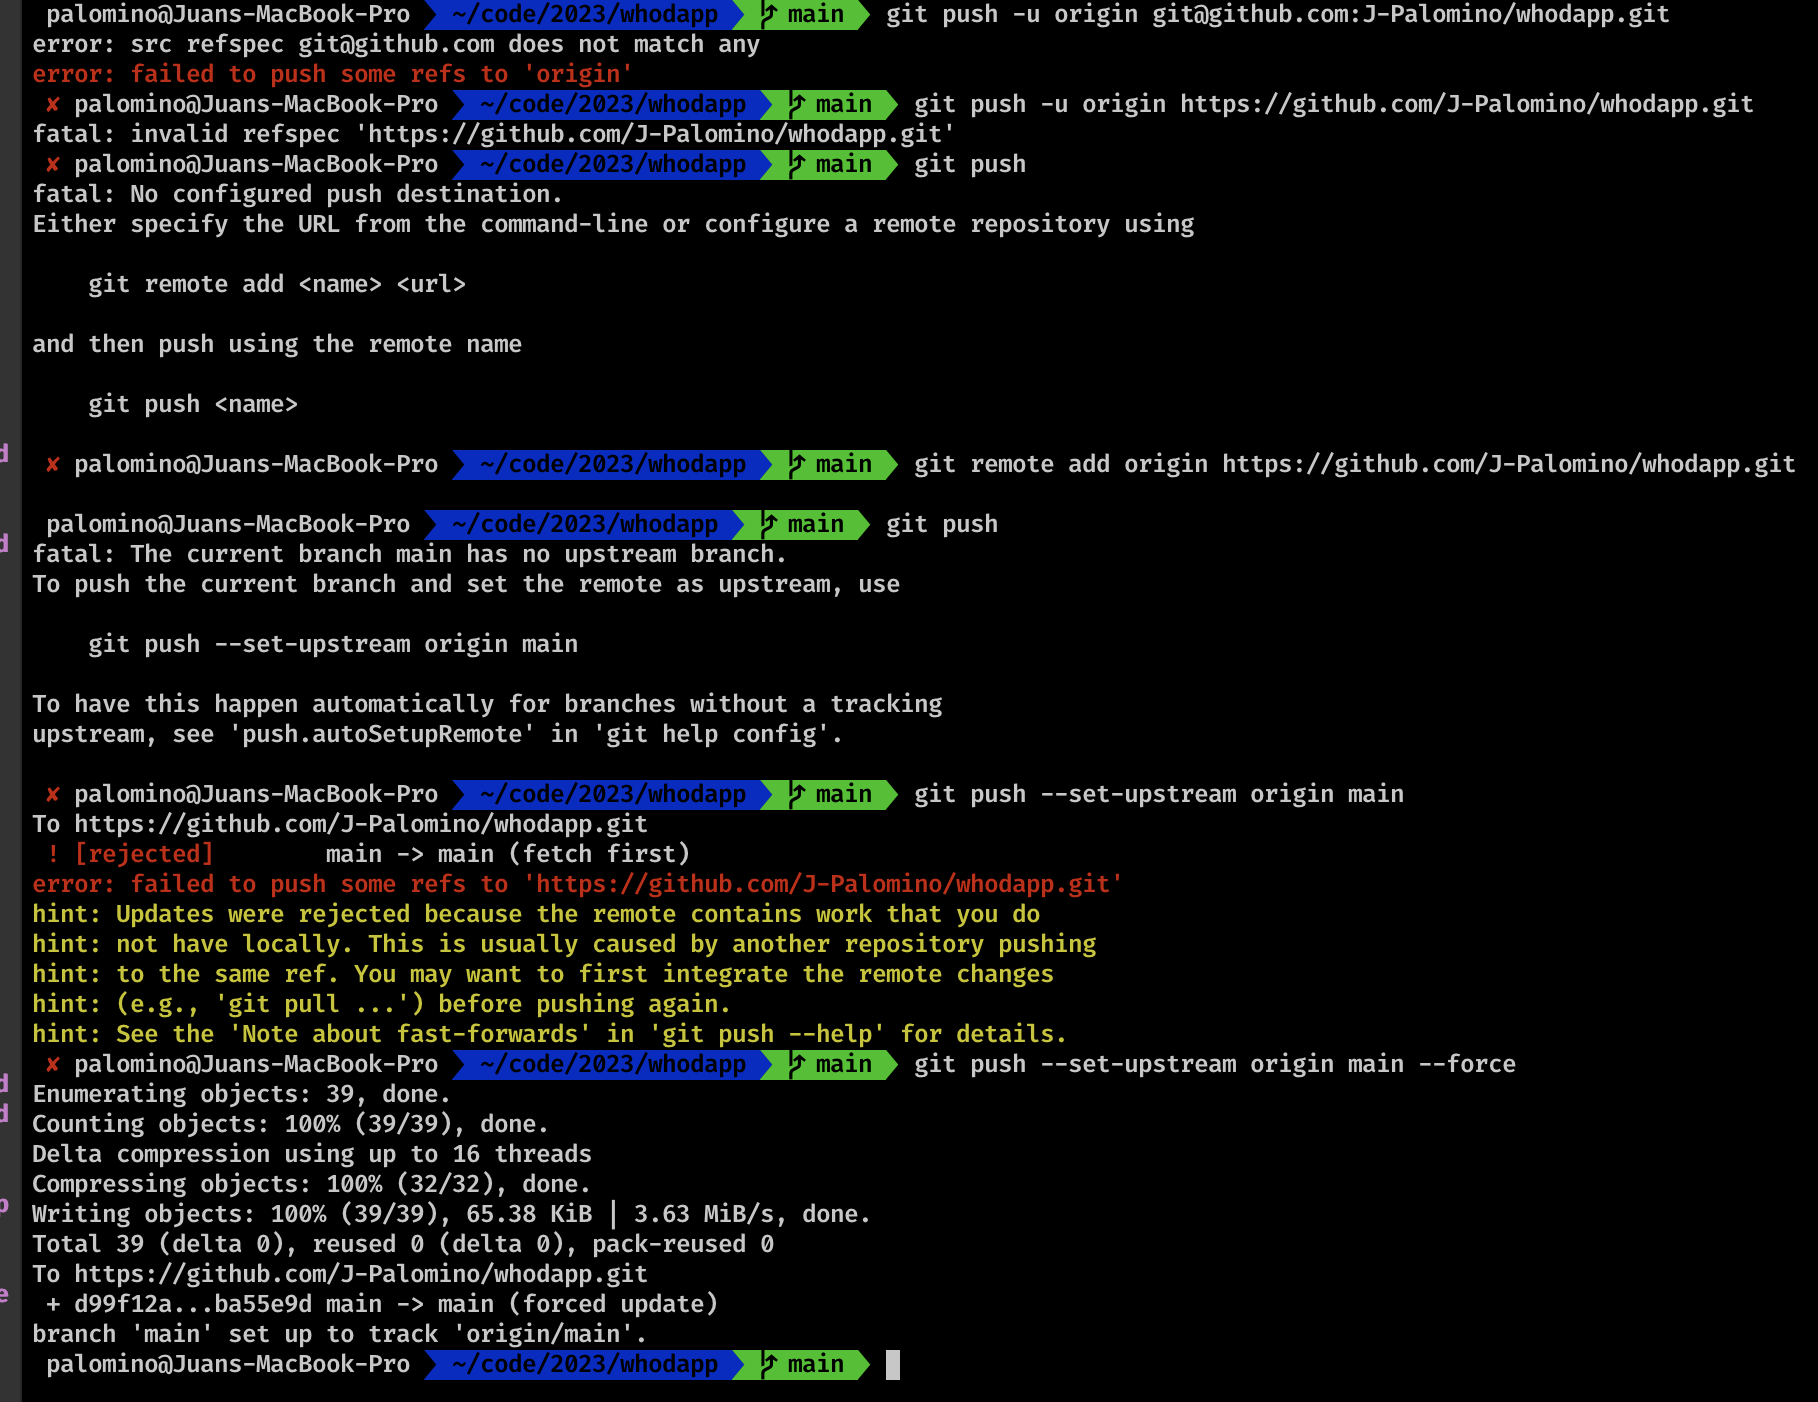 palomino@Juans-MacBook-Pro ~/code/2023/whodapp main git push -u origin git@github.com:J-Palomino/whodapp.git
error: src refspec git@github.com does not match any
error: failed to push some refs to 'origin'
✘ palomino@Juans-MacBook-Pro ~/code/2023/whodapp main git push -u origin https://github.com/J-Palomino/whodapp.git
fatal: invalid refspec 'https://github.com/J-Palomino/whodapp.git'
✘ palomino@Juans-MacBook-Pro ~/code/2023/whodapp main git push
fatal: No configured push destination.
Either specify the URL from the command-line or configure a remote repository using
git remote add <name> <url>
and then push using the remote name
git push <name>
✘ palomino@Juans-MacBook-Pro ~/code/2023/whodapp main git remote add origin https://github.com/J-Palomino/whodapp.git
palomino@Juans-MacBook-Pro ~/code/2023/whodapp main git push
fatal: The current branch main has no upstream branch.
To push the current branch and set the remote as upstream, use
git push --set-upstream origin main
To have this happen automatically for branches without a tracking
upstream, see 'push.autoSetupRemote' in 'git help config'.
✘ palomino@Juans-MacBook-Pro ~/code/2023/whodapp main git push --set-upstream origin main
To https://github.com/J-Palomino/whodapp.git
! [rejected] main -> main (fetch first)
error: failed to push some refs to 'https://github.com/J-Palomino/whodapp.git'
hint: Updates were rejected because the remote contains work that you do
hint: not have locally. This is usually caused by another repository pushing
hint: to the same ref. You may want to first integrate the remote changes
hint: (e.g., 'git pull ...') before pushing again.
hint: See the 'Note about fast-forwards' in 'git push --help' for details.
✘ palomino@Juans-MacBook-Pro ~/code/2023/whodapp main git push --set-upstream origin main --force
Enumerating objects: 39, done.
Counting objects: 100% (39/39), done.
Delta compression using up to 16 threads
Compressing objects: 100% (32/32), done.
Writing objects: 100% (39/39), 65.38 KiB | 3.63 MiB/s, done.
Total 39 (delta 0), reused 0 (delta 0), pack-reused 0
To https://github.com/J-Palomino/whodapp.git
+ d99f12a...ba55e9d main -> main (forced update)
branch 'main' set up to track 'origin/main'.
palomino@Juans-MacBook-Pro ~/code/2023/whodapp main